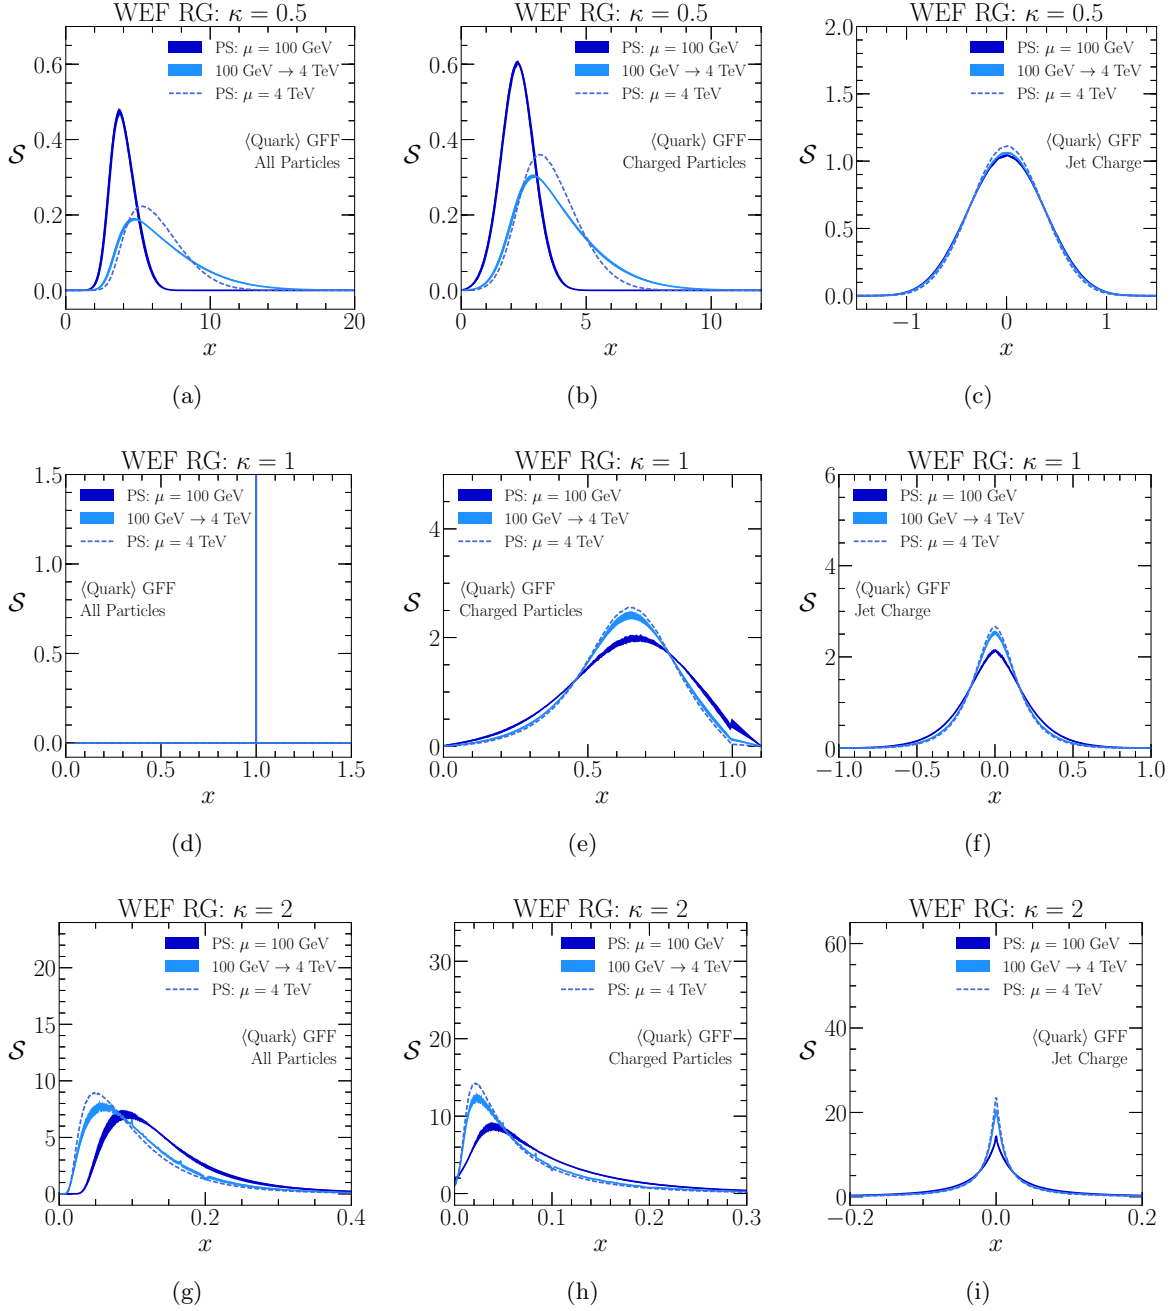 WEF RG: κ = 0.5
PS: μ = 100 GeV
100 GeV → 4 TeV
PS: μ = 4 TeV
⟨Quark⟩ GFF
All Particles
S
0.6
0.4
0.2
0.0
0 10 20
x
(a)
WEF RG: κ = 0.5
PS: μ = 100 GeV
100 GeV → 4 TeV
PS: μ = 4 TeV
⟨Quark⟩ GFF
Charged Particles
S
0.6
0.4
0.2
0.0
0 5 10
x
(b)
WEF RG: κ = 0.5
PS: μ = 100 GeV
100 GeV → 4 TeV
PS: μ = 4 TeV
⟨Quark⟩ GFF
Jet Charge
S
2.0
1.5
1.0
0.5
0.0
−1 0 1
x
(c)
WEF RG: κ = 1
PS: μ = 100 GeV
100 GeV → 4 TeV
PS: μ = 4 TeV
⟨Quark⟩ GFF
All Particles
S
1.5
1.0
0.5
0.0
0.0 0.5 1.0 1.5
x
(d)
WEF RG: κ = 1
PS: μ = 100 GeV
100 GeV → 4 TeV
PS: μ = 4 TeV
⟨Quark⟩ GFF
Charged Particles
S
4
2
0
0.0 0.5 1.0
x
(e)
WEF RG: κ = 1
PS: μ = 100 GeV
100 GeV → 4 TeV
PS: μ = 4 TeV
⟨Quark⟩ GFF
Jet Charge
S
6
4
2
0
−1.0 −0.5 0.0 0.5 1.0
x
(f)
WEF RG: κ = 2
PS: μ = 100 GeV
100 GeV → 4 TeV
PS: μ = 4 TeV
⟨Quark⟩ GFF
All Particles
S
20
15
10
5
0
0.0 0.2 0.4
x
(g)
WEF RG: κ = 2
PS: μ = 100 GeV
100 GeV → 4 TeV
PS: μ = 4 TeV
⟨Quark⟩ GFF
Charged Particles
S
30
20
10
0
0.0 0.1 0.2 0.3
x
(h)
WEF RG: κ = 2
PS: μ = 100 GeV
100 GeV → 4 TeV
PS: μ = 4 TeV
⟨Quark⟩ GFF
Jet Charge
S
60
40
20
0
−0.2 0.0 0.2
x
(i)